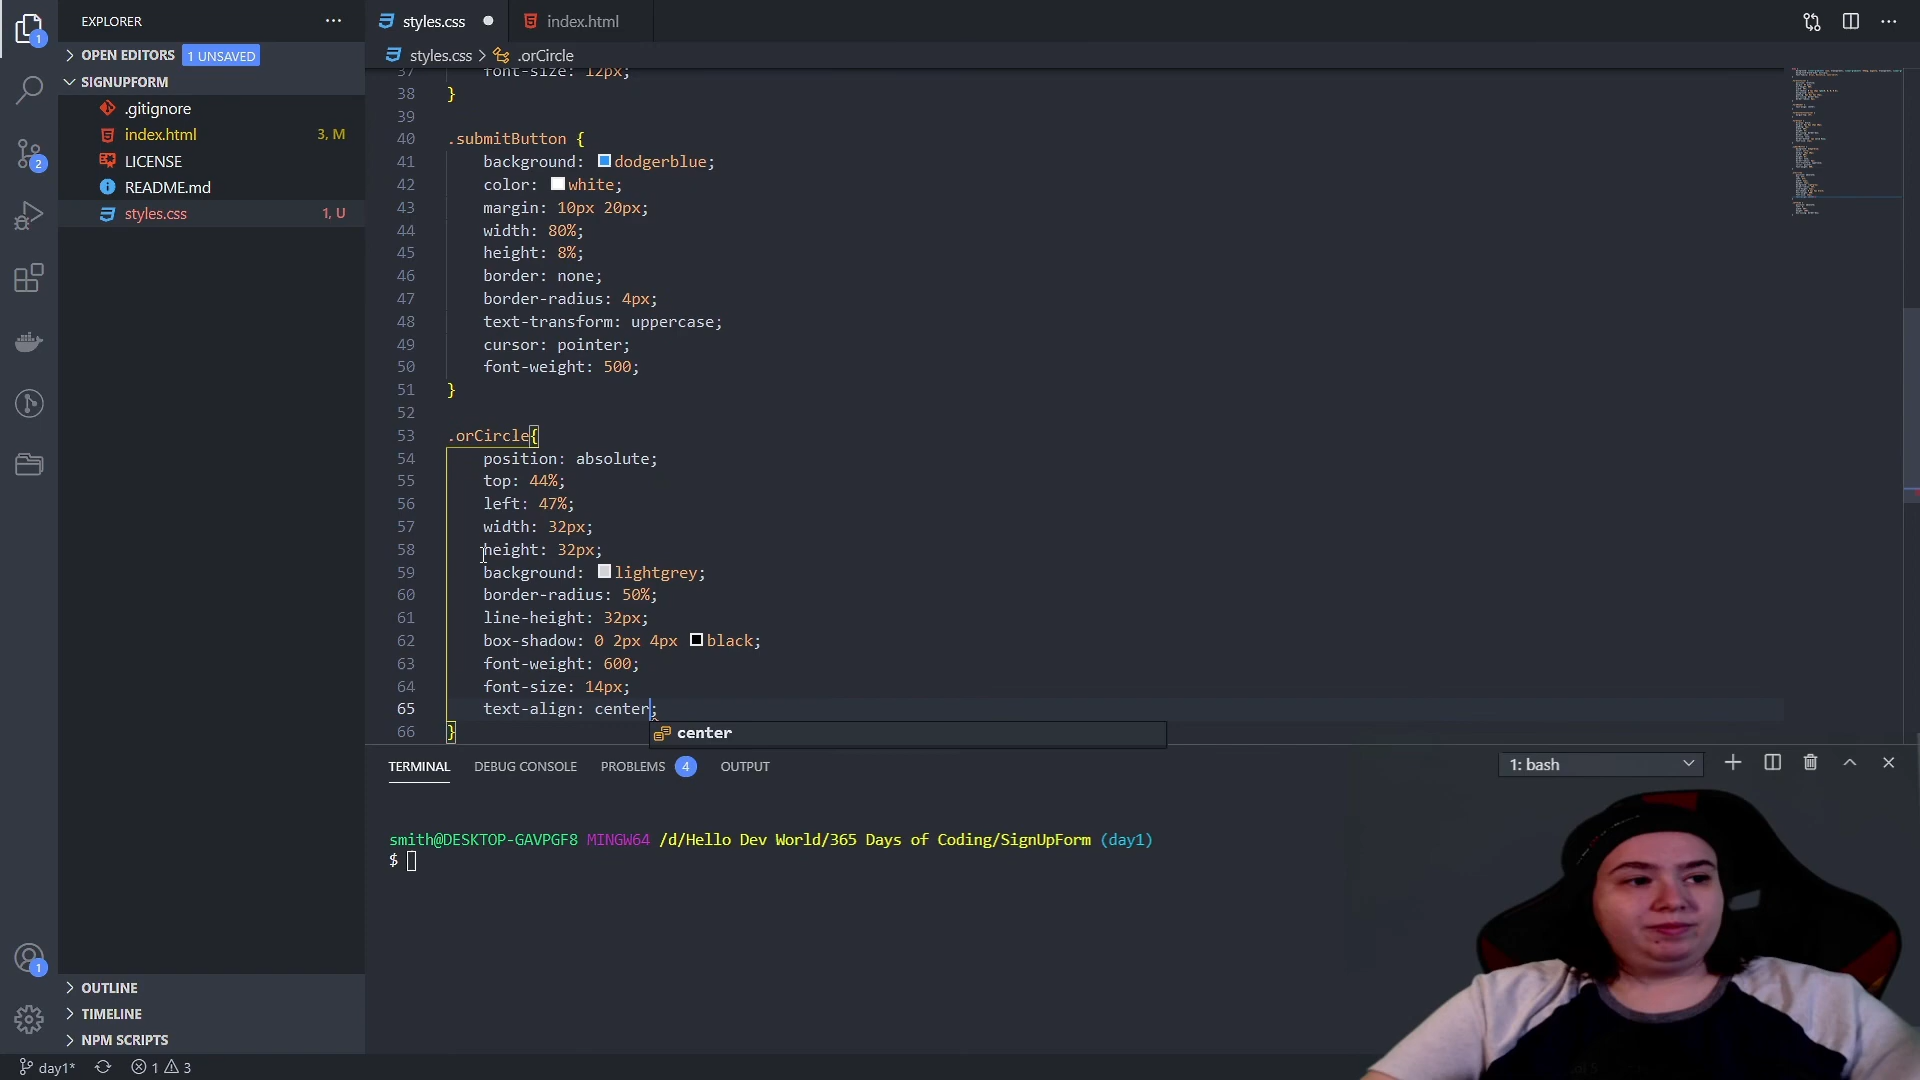 EXPLORER
OPEN EDITORS 1 UNSAVED
SIGNUPFORM
.gitignore
index.html 3, M
LICENSE
README.md
styles.css 1, U
OUTLINE
TIMELINE
NPM SCRIPTS
1
2
1
styles.css
index.html
styles.css > .orCircle
37 font-size: 12px;
38 }
39
40 .submitButton {
41 background: dodgerblue;
42 color: white;
43 margin: 10px 20px;
44 width: 80%;
45 height: 8%;
46 border: none;
47 border-radius: 4px;
48 text-transform: uppercase;
49 cursor: pointer;
50 font-weight: 500;
51 }
52
53 .orCircle{
54 position: absolute;
55 top: 44%;
56 left: 47%;
57 width: 32px;
58 height: 32px;
59 background: lightgrey;
60 border-radius: 50%;
61 line-height: 32px;
62 box-shadow: 0 2px 4px black;
63 font-weight: 600;
64 font-size: 14px;
65 text-align: center;
66 }
center
TERMINAL DEBUG CONSOLE PROBLEMS 4 OUTPUT
1: bash
smith@DESKTOP-GAVPGF8 MINGW64 /d/Hello Dev World/365 Days of Coding/SignUpForm (day1)
$
day1* 1 3